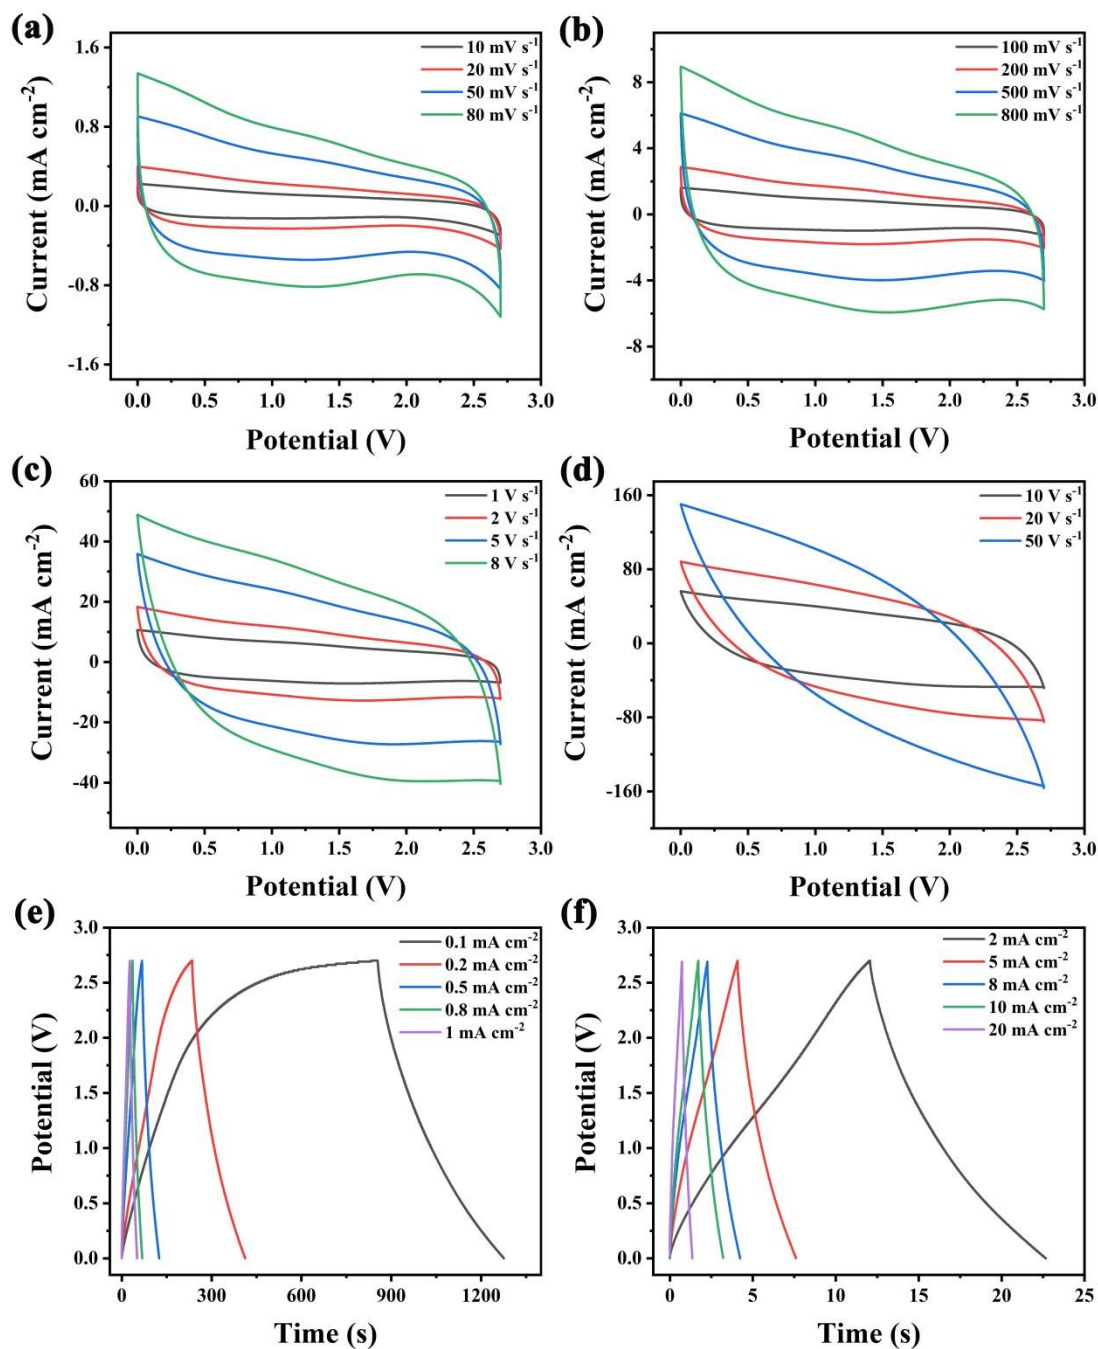 (a)
10 mV s⁻¹
20 mV s⁻¹
50 mV s⁻¹
80 mV s⁻¹
1.6
0.8
0.0
-0.8
-1.6
Current (mA cm⁻²)
0.0 0.5 1.0 1.5 2.0 2.5 3.0
Potential (V)
(b)
100 mV s⁻¹
200 mV s⁻¹
500 mV s⁻¹
800 mV s⁻¹
8
4
0
-4
-8
Current (mA cm⁻²)
0.0 0.5 1.0 1.5 2.0 2.5 3.0
Potential (V)
(c)
1 V s⁻¹
2 V s⁻¹
5 V s⁻¹
8 V s⁻¹
60
40
20
0
-20
-40
Current (mA cm⁻²)
0.0 0.5 1.0 1.5 2.0 2.5 3.0
Potential (V)
(d)
10 V s⁻¹
20 V s⁻¹
50 V s⁻¹
160
80
0
-80
-160
Current (mA cm⁻²)
0.0 0.5 1.0 1.5 2.0 2.5 3.0
Potential (V)
(e)
0.1 mA cm⁻²
0.2 mA cm⁻²
0.5 mA cm⁻²
0.8 mA cm⁻²
1 mA cm⁻²
3.0
2.5
2.0
1.5
1.0
0.5
0.0
Potential (V)
0 300 600 900 1200
Time (s)
(f)
2 mA cm⁻²
5 mA cm⁻²
8 mA cm⁻²
10 mA cm⁻²
20 mA cm⁻²
3.0
2.5
2.0
1.5
1.0
0.5
0.0
Potential (V)
0 5 10 15 20 25
Time (s)